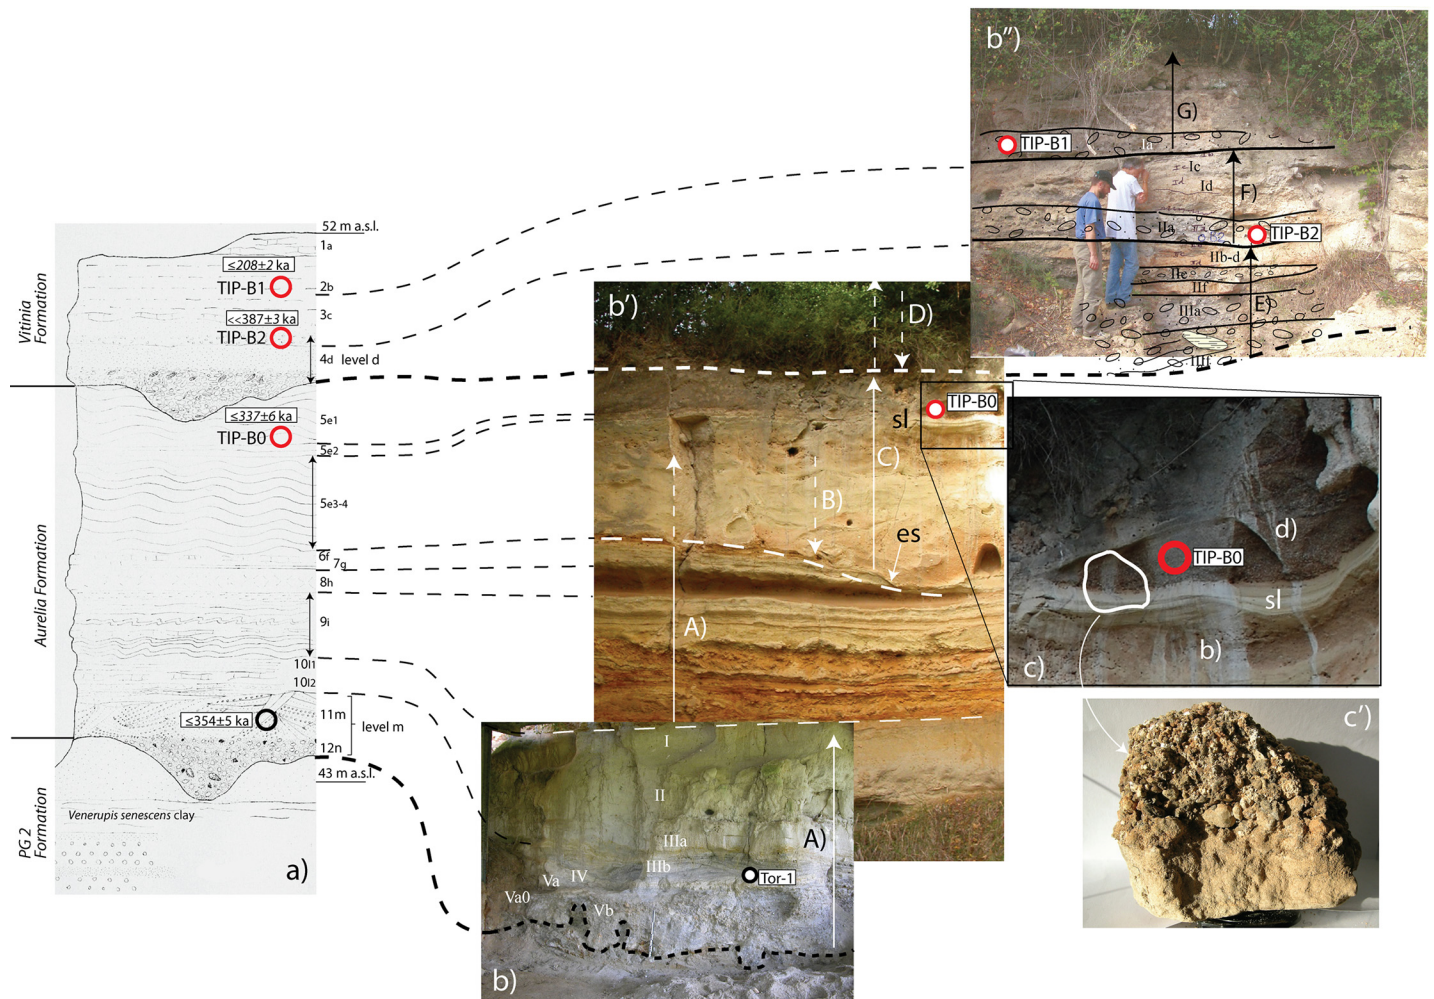 52 m a.s.l.
1a
≤208±2 ka
TIP-B1
2b
3c
<<387±3 ka
TIP-B2
4d level d
Vitinia
Formation
≤337±6 ka
5e1
TIP-B0
5e2
5e3-4
6f
7g
8h
9i
Aurelia Formation
10l1
10l2
≤354±5 ka
11m
level m
12n
43 m a.s.l.
Venerupis senescens clay
PG 2
Formation
a)
b)
I
II
IIIa
IIIb
IV
Va
Va0
Vb
Tor-1
A)
b')
D)
TIP-B0
sl
C)
B)
es
A)
b")
G)
TIP-B1
Ia
Ic
Id
F)
IIa
TIP-B2
IIb-d
IIe
IIf
E)
IIIa
IIIf
d)
TIP-B0
sl
b)
c)
c')